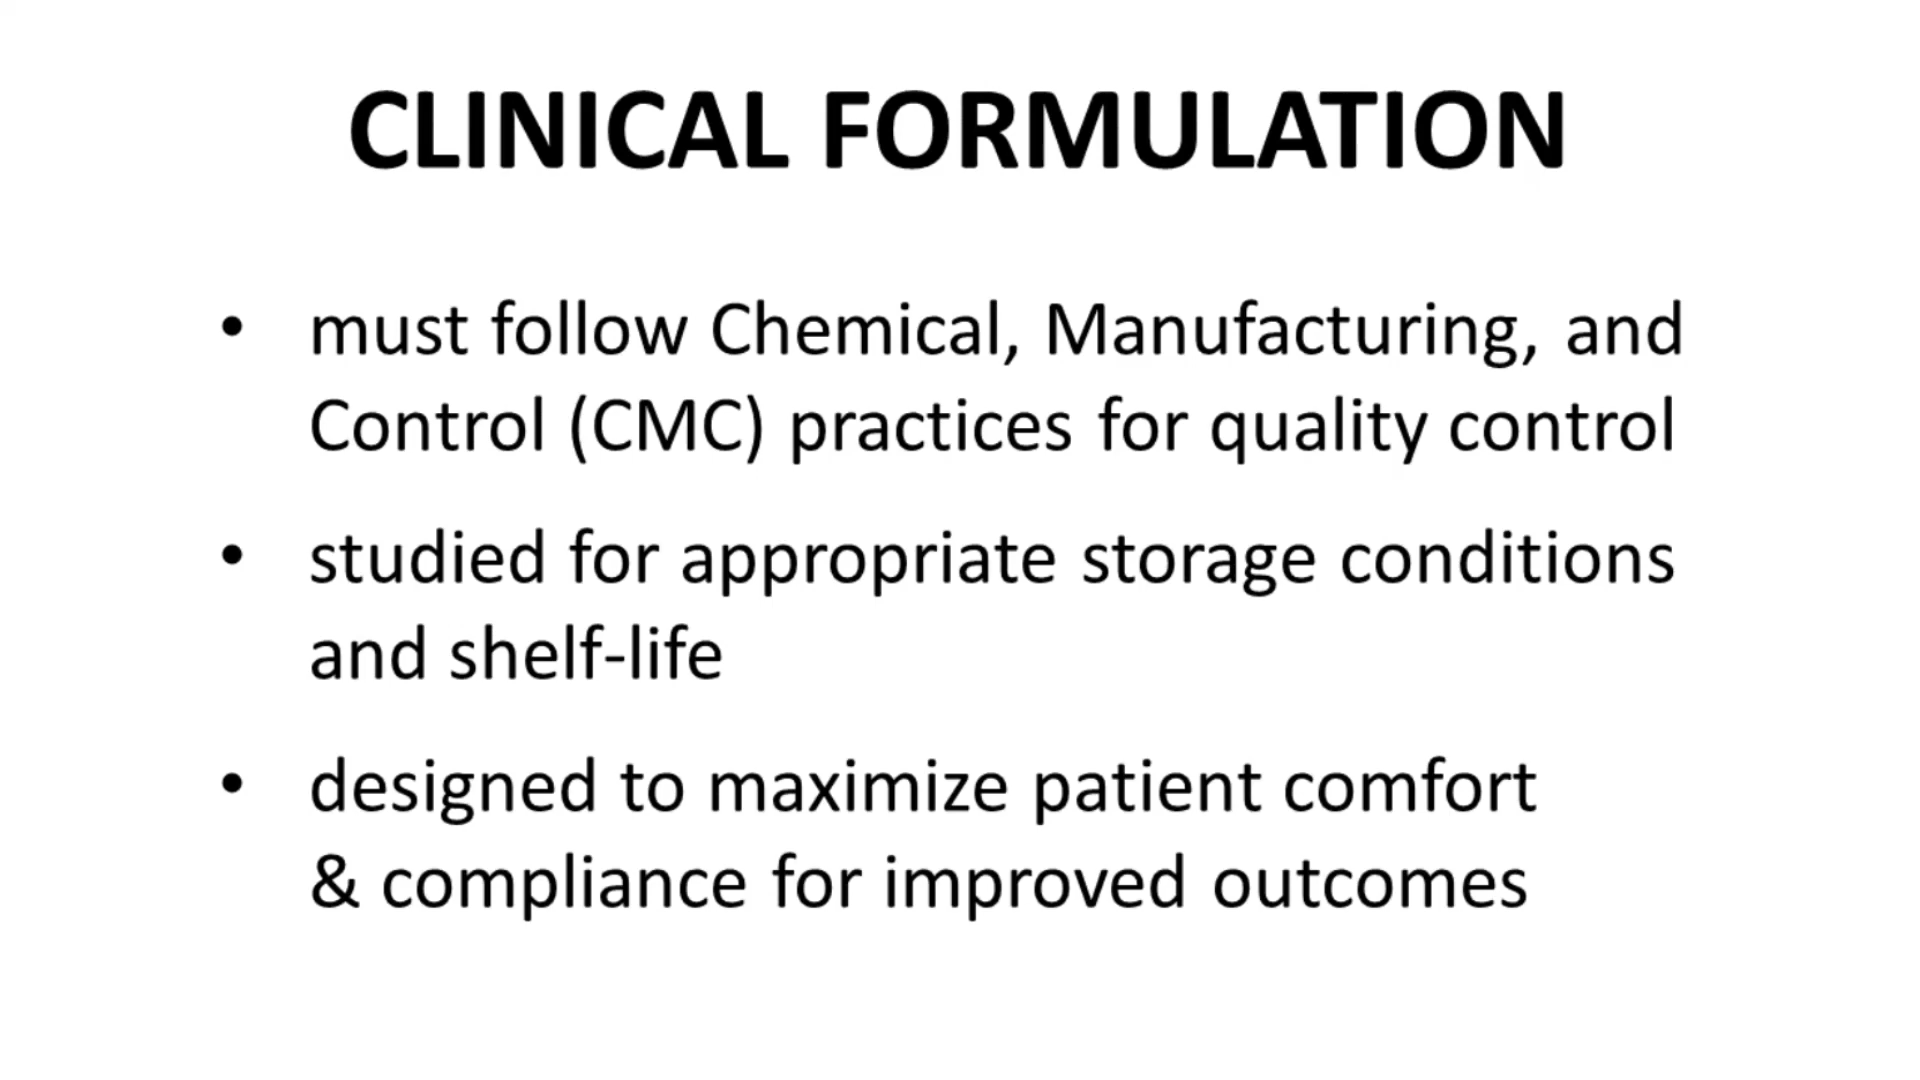 CLINICAL FORMULATION
• must follow Chemical, Manufacturing, and
Control (CMC) practices for quality control
• studied for appropriate storage conditions
and shelf-life
• designed to maximize patient comfort
& compliance for improved outcomes